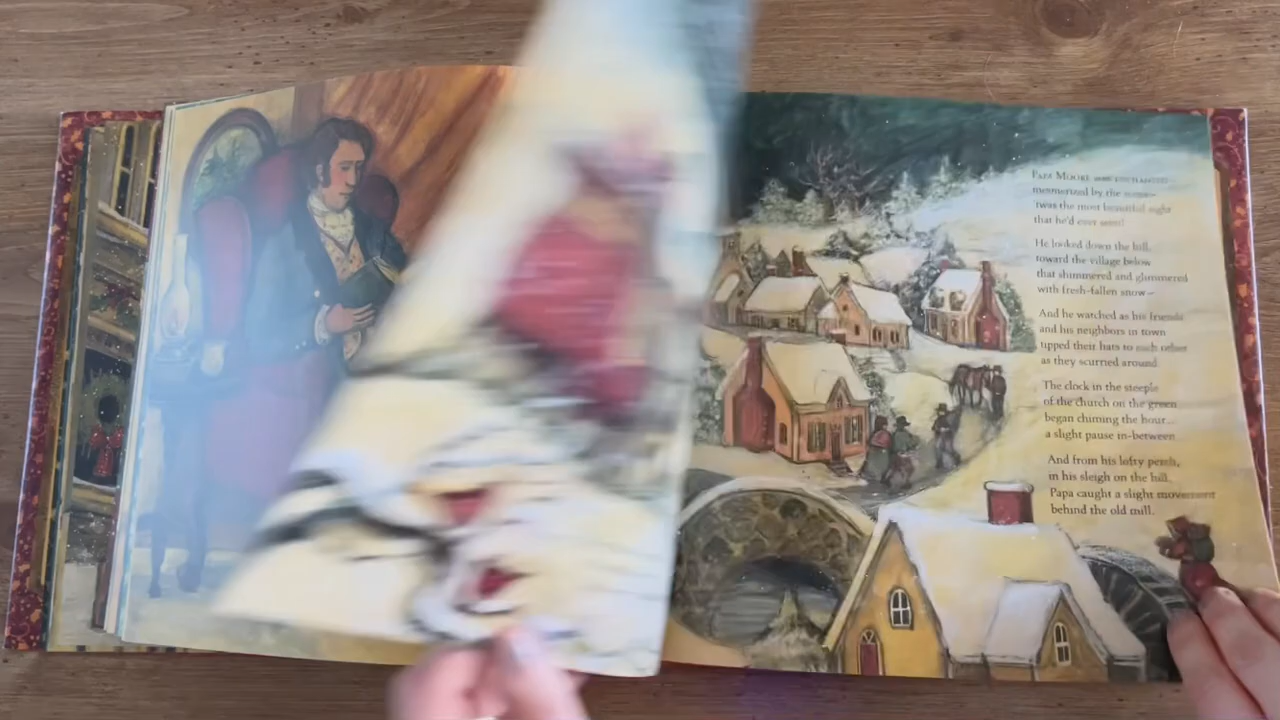 PAPA MOORE WAS ENCHANTED—
mesmerized by the scene—
'twas the most beautiful sight
that he'd ever seen!
He looked down the hill,
toward the village below
that shimmered and glimmered
with fresh-fallen snow—
And he watched as his friends
and his neighbors in town
tipped their hats to each other
as they scurried around.
The clock in the steeple
of the church on the green
began chiming the hour...
a slight pause in-between.
And from his lofty perch,
in his sleigh on the hill,
Papa caught a slight movement
behind the old mill.